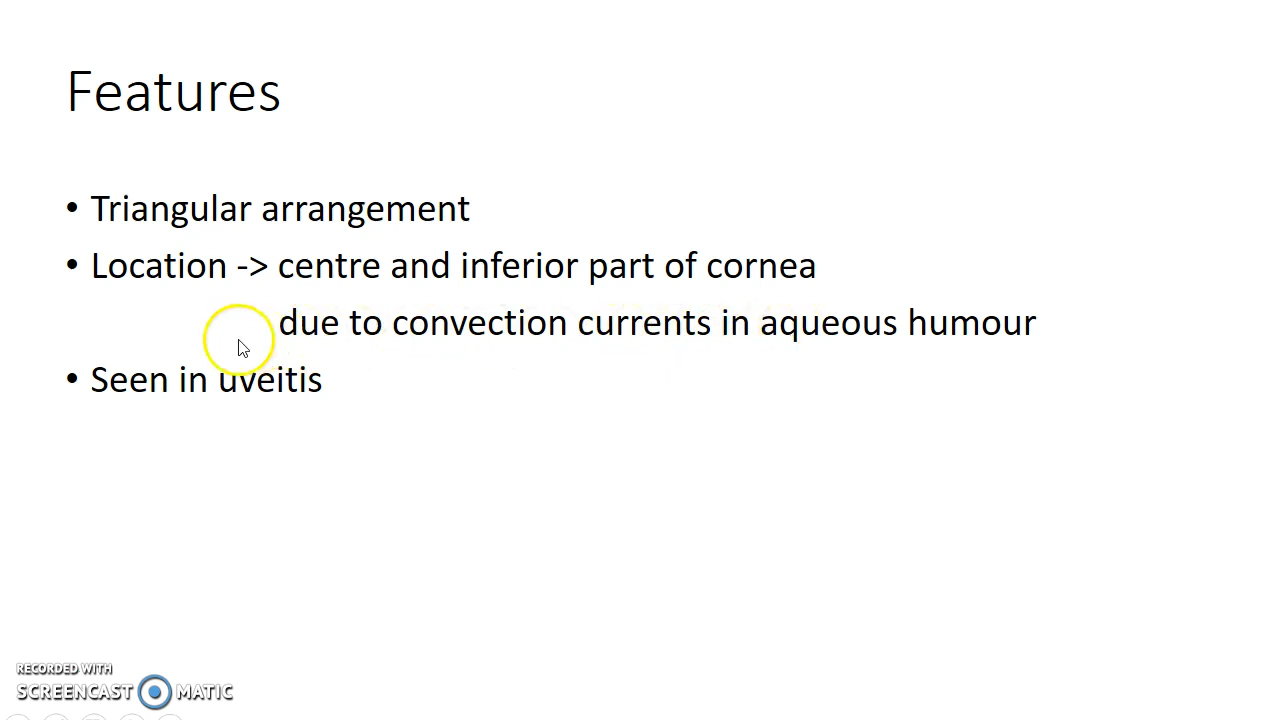 Features
• Triangular arrangement
• Location -> centre and inferior part of cornea
due to convection currents in aqueous humour
• Seen in uveitis
RECORDED WITH
SCREENCAST MATIC